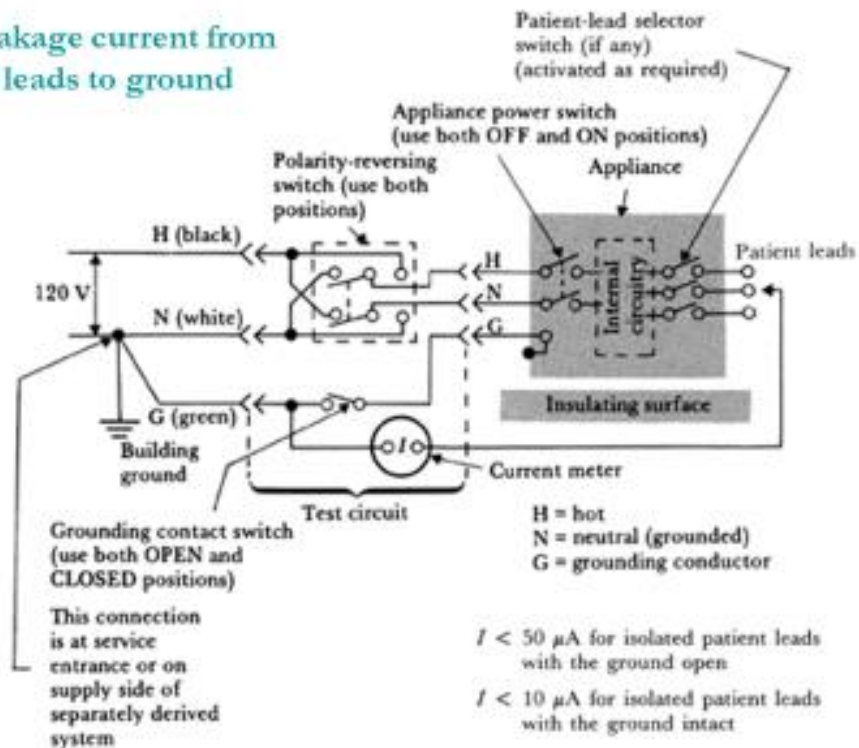 akage current from
leads to ground
Patient-lead selector
switch (if any)
(activated as required)
Appliance power switch
(use both OFF and ON positions)
Polarity-reversing
switch (use both
positions)
Appliance
H (black)
H
Patient leads
Internal
circuitry
120 V
N
N (white)
G
G (green)
Insulating surface
Building
ground
I
Current meter
Test circuit
Grounding contact switch
(use both OPEN and
CLOSED positions)
H = hot
N = neutral (grounded)
G = grounding conductor
This connection
is at service
entrance or on
supply side of
separately derived
system
I < 50 μA for isolated patient leads
with the ground open
I < 10 μA for isolated patient leads
with the ground intact